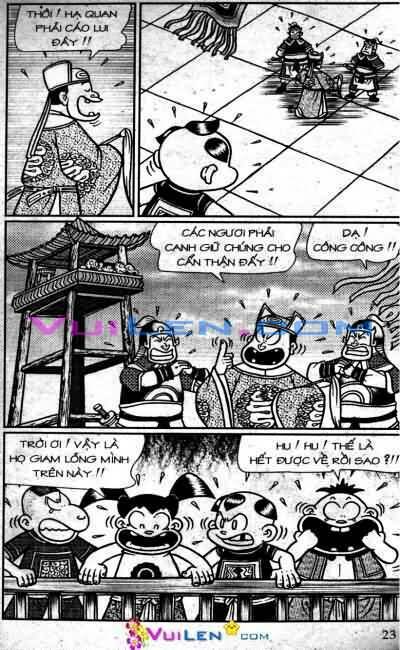 THÔI! HẠ QUAN
PHẢI CÁO LUI
ĐÂY!!
CÁC NGƯƠI PHẢI
CANH GIỮ CHÚNG CHO
CẨN THẬN ĐẤY!!
DẠ!
CÔNG CÔNG!!
VUILEN.COM
TRỜI ƠI! VẬY LÀ
HỌ GIAM LỎNG MÌNH
TRÊN NÀY!!
HU! HU! THẾ LÀ
HẾT ĐƯỢC VỀ RỒI SAO?!!
23
VUILEN.COM